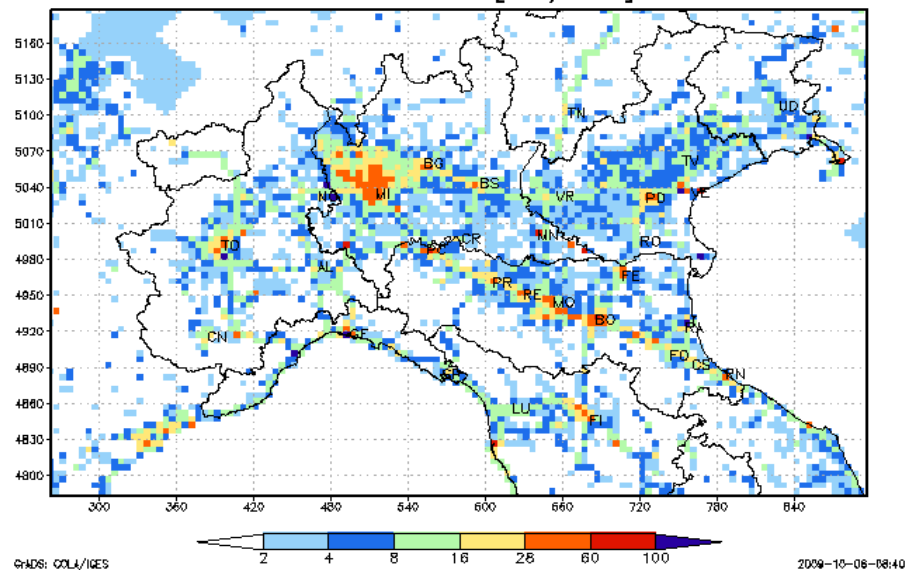 5160
5130
5100
5070
5040
5010
4980
4950
4920
4890
4860
4830
4800
TN
UD
BG
TV
BS
MI
VR
PD
VE
TO
CR
MN
RO
AL
PR
FE
RE
MO
BO
CN
GE
RA
FO
CS
RN
LU
FI
300 360 420 480 540 600 660 720 780 840
2 4 8 16 28 60 100
GrADS: COLA/IGES
2009-10-06-08:40